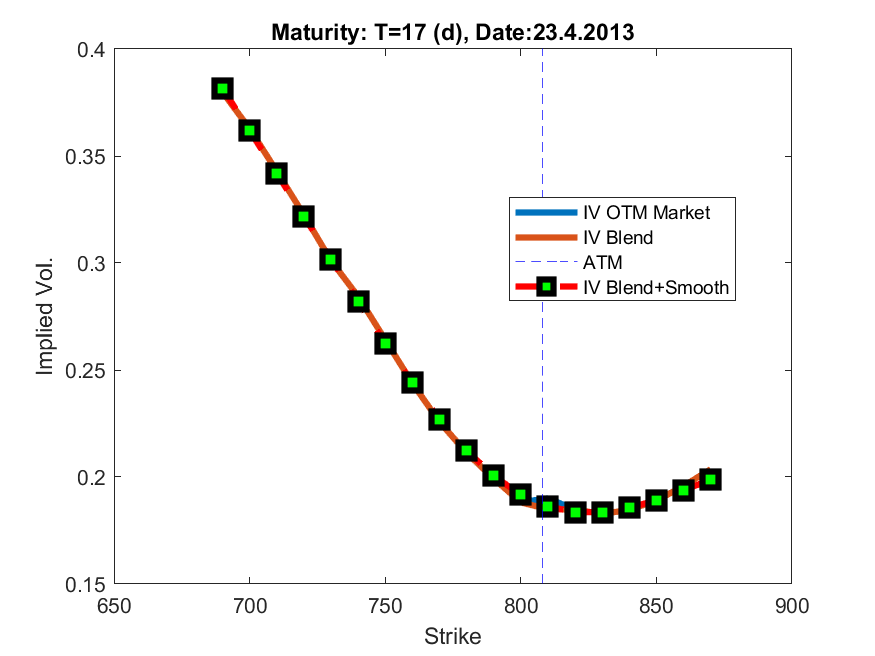 Maturity: T=17 (d), Date:23.4.2013
0.4
0.35
0.3
0.25
0.2
0.15
Implied Vol.
IV OTM Market
IV Blend
ATM
IV Blend+Smooth
650 700 750 800 850 900
Strike